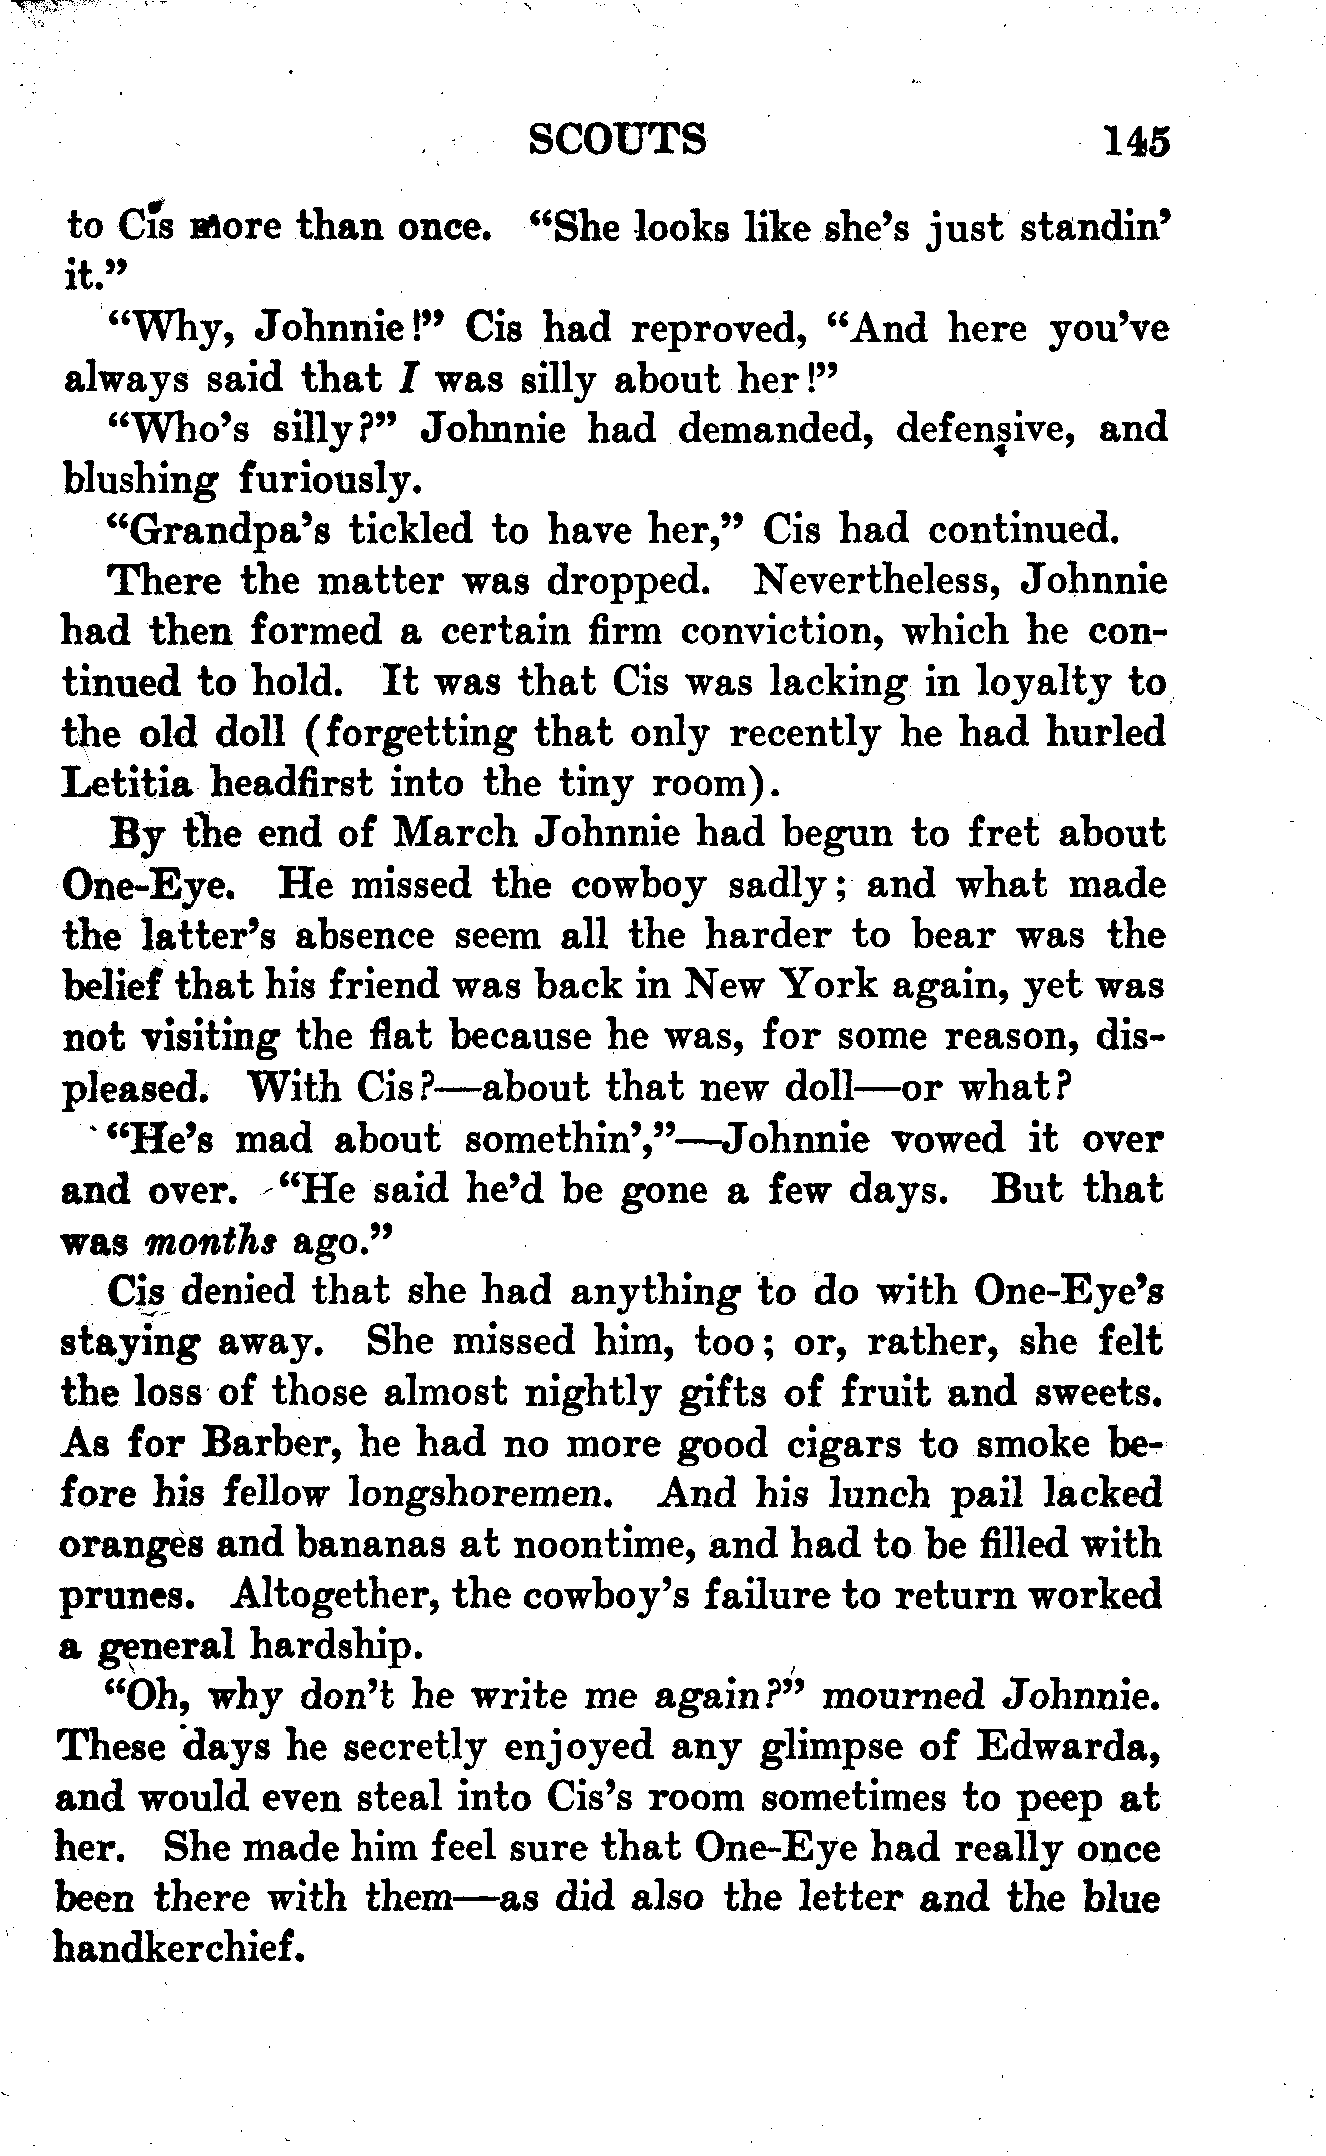 SCOUTS 145
to Cis more than once. "She looks like she's just standin'
it."
"Why, Johnnie!" Cis had reproved, "And here you've
always said that I was silly about her!"
"Who's silly?" Johnnie had demanded, defensive, and
blushing furiously.
"Grandpa's tickled to have her," Cis had continued.
There the matter was dropped. Nevertheless, Johnnie
had then formed a certain firm conviction, which he con-
tinued to hold. It was that Cis was lacking in loyalty to
the old doll (forgetting that only recently he had hurled
Letitia headfirst into the tiny room).
By the end of March Johnnie had begun to fret about
One-Eye. He missed the cowboy sadly; and what made
the latter's absence seem all the harder to bear was the
belief that his friend was back in New York again, yet was
not visiting the flat because he was, for some reason, dis-
pleased. With Cis?—about that new doll—or what?
"He's mad about somethin',"—Johnnie vowed it over
and over. "He said he'd be gone a few days. But that
was months ago."
Cis denied that she had anything to do with One-Eye's
staying away. She missed him, too; or, rather, she felt
the loss of those almost nightly gifts of fruit and sweets.
As for Barber, he had no more good cigars to smoke be-
fore his fellow longshoremen. And his lunch pail lacked
oranges and bananas at noontime, and had to be filled with
prunes. Altogether, the cowboy's failure to return worked
a general hardship.
"Oh, why don't he write me again?" mourned Johnnie.
These days he secretly enjoyed any glimpse of Edwarda,
and would even steal into Cis's room sometimes to peep at
her. She made him feel sure that One-Eye had really once
been there with them—as did also the letter and the blue
handkerchief.